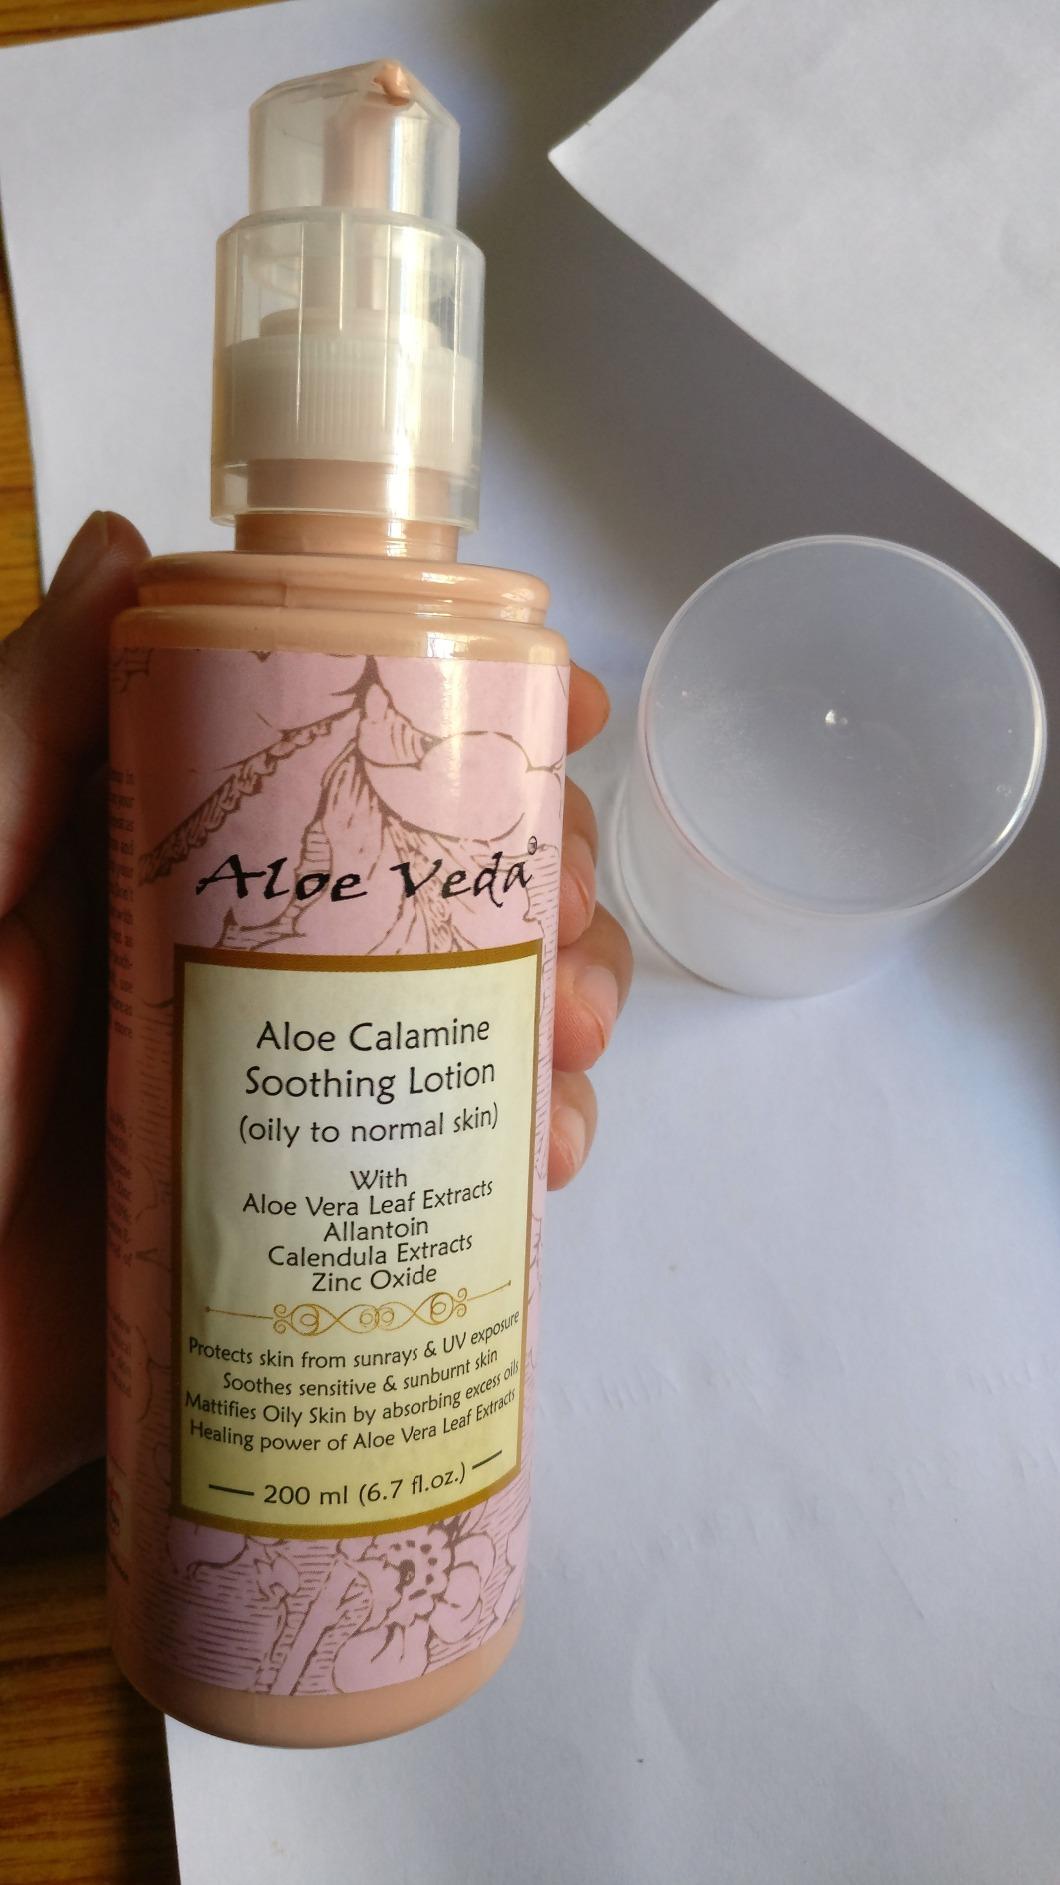 Aloe Veda
Aloe Calamine
Soothing Lotion
(oily to normal skin)
With
Aloe Vera Leaf Extracts
Allantoin
Calendula Extracts
Zinc Oxide
Protects skin from sunrays & UV exposure
Soothes sensitive & sunburnt skin
Mattifies Oily Skin by absorbing excess oils
Healing power of Aloe Vera Leaf Extracts
200 ml (6.7 fl.oz.)